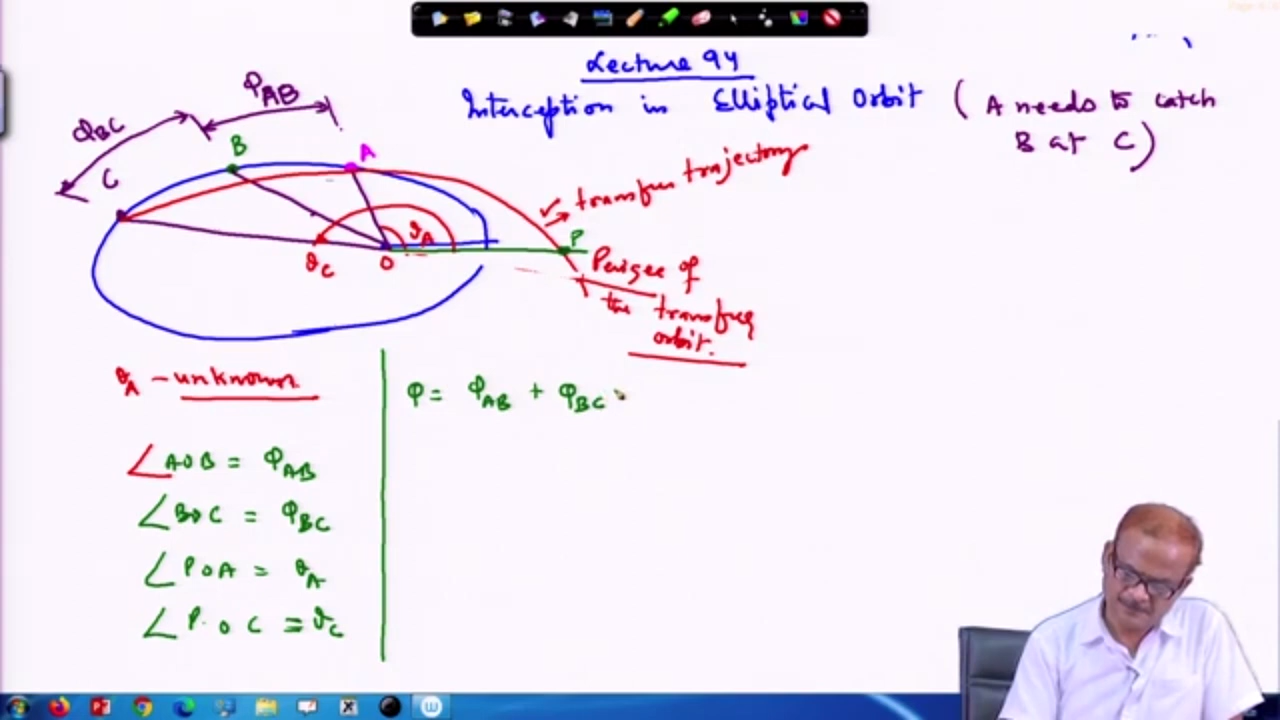 Lecture 94
Interception in Elliptical Orbit (A needs to catch
B at C)
φAB
φBC
C
B
A
transfer trajectory
θA
θC
O
P
Perigee of
the transfer
orbit.
θA - unknown
φ = φAB + φBC
∠AOB = φAB
∠BOC = φBC
∠POA = θA
∠P.OC = θC